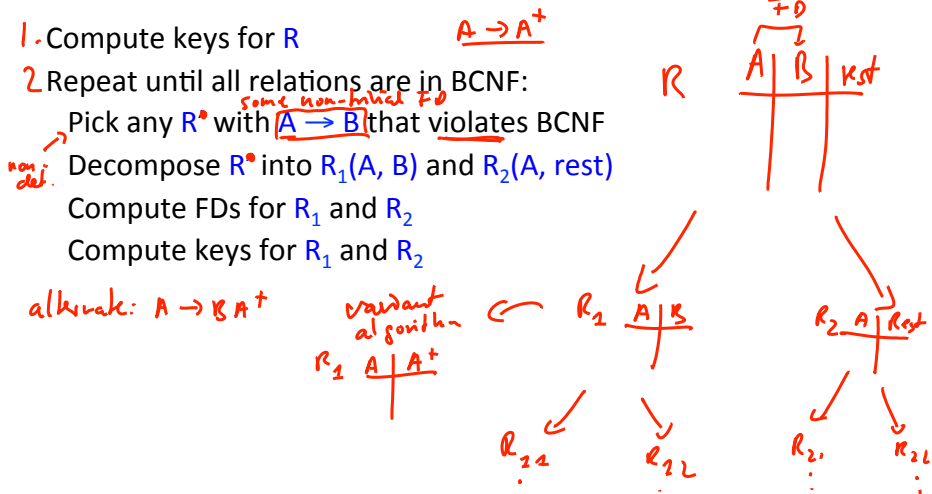 1. Compute keys for R
A → A⁺
2 Repeat until all relations are in BCNF:
some non-trivial FD
Pick any R' with A → B that violates BCNF
non-det.
Decompose R' into R₁(A, B) and R₂(A, rest)
Compute FDs for R₁ and R₂
Compute keys for R₁ and R₂
alternate: A → B A⁺
variant
algorithm
R₁ A A⁺
FD
R A B rest
R₁ A B
R₂ A Rest
R₁₁ R₁₂
R₂₁ R₂₂